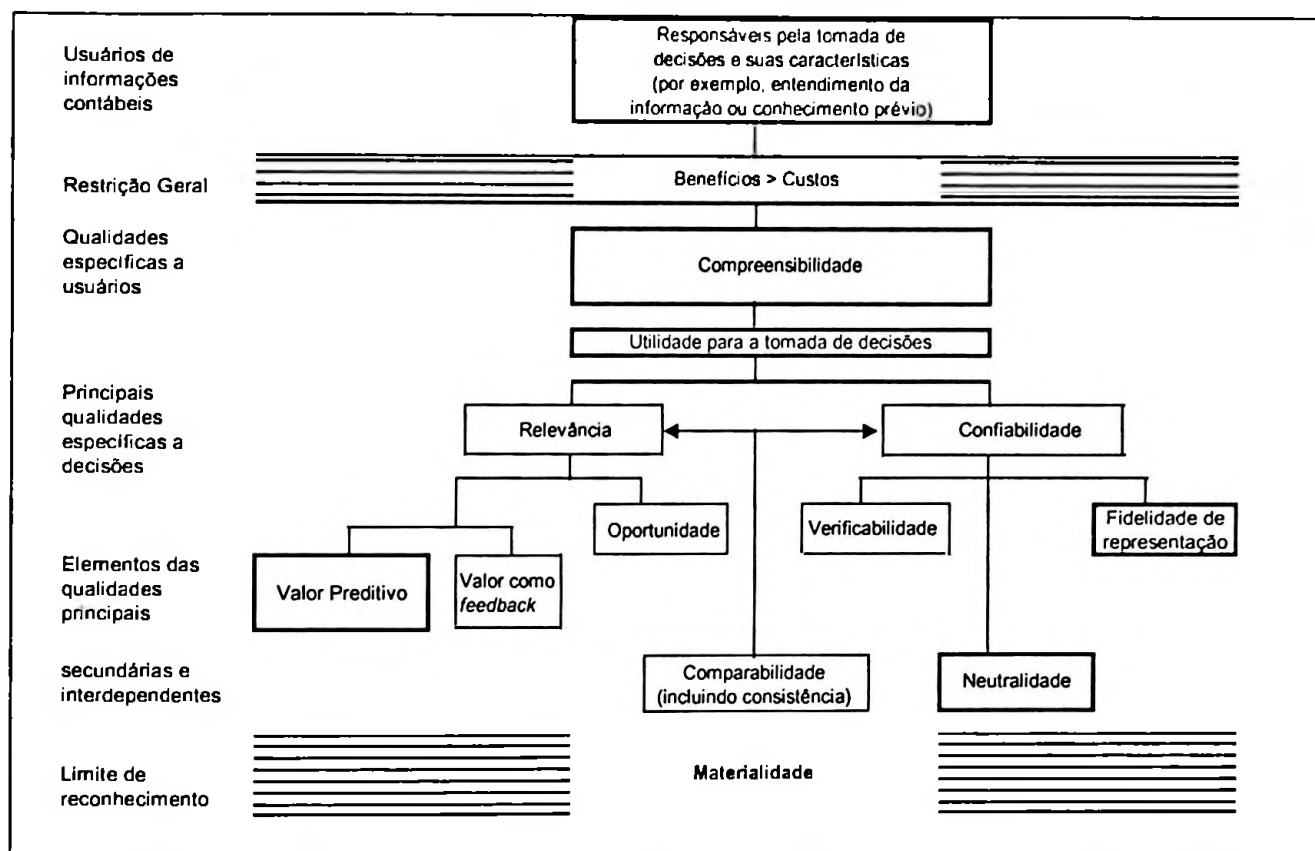 Usuários de
informações
contábeis
Responsáveis pela tomada de
decisões e suas características
(por exemplo, entendimento da
informação ou conhecimento prévio)
Restrição Geral
Benefícios > Custos
Qualidades
específicas a
usuários
Compreensibilidade
Utilidade para a tomada de decisões
Principais
qualidades
específicas a
decisões
Relevância
Confiabilidade
Oportunidade
Verificabilidade
Fidelidade de
representação
Elementos das
qualidades
principais
Valor Preditivo
Valor como
feedback
secundárias e
interdependentes
Comparabilidade
(incluindo consistência)
Neutralidade
Limite de
reconhecimento
Materialidade